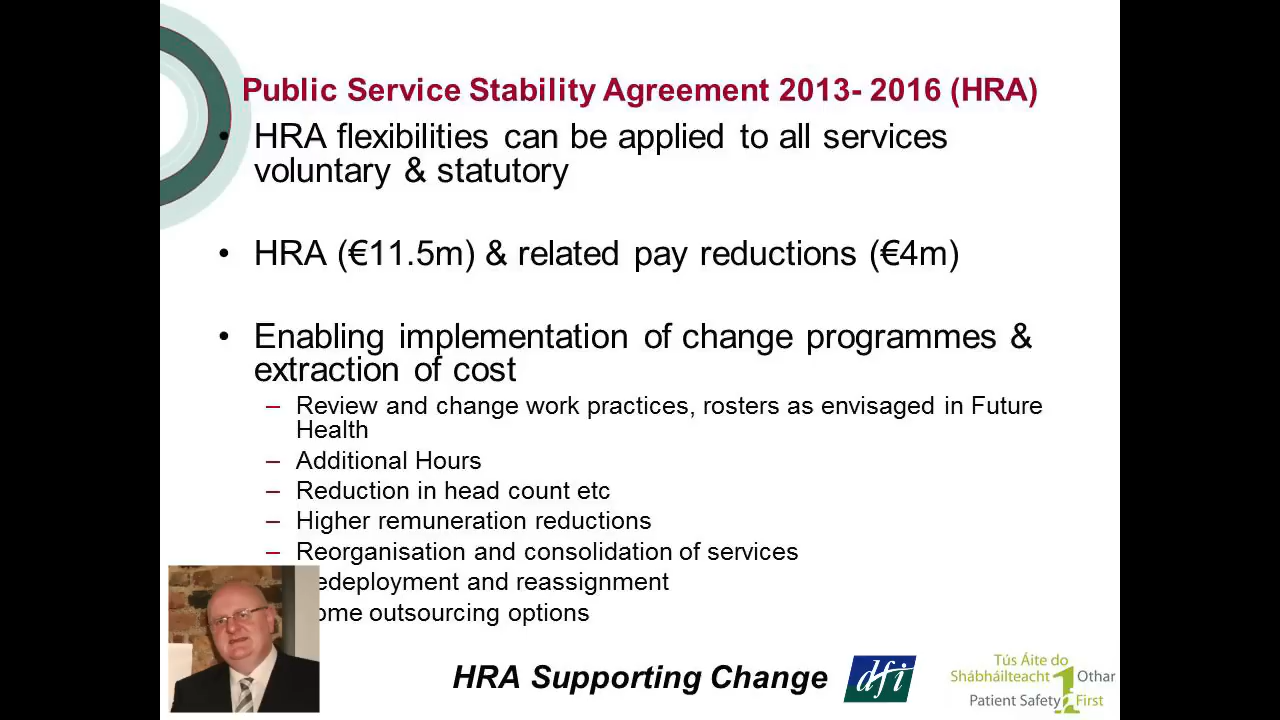 Public Service Stability Agreement 2013- 2016 (HRA)
• HRA flexibilities can be applied to all services
voluntary & statutory
• HRA (€11.5m) & related pay reductions (€4m)
• Enabling implementation of change programmes &
extraction of cost
– Review and change work practices, rosters as envisaged in Future
Health
– Additional Hours
– Reduction in head count etc
– Higher remuneration reductions
– Reorganisation and consolidation of services
edeployment and reassignment
ome outsourcing options
HRA Supporting Change
dfi
Tús Áite do
Shábháilteacht 1 Othar
Patient Safety First